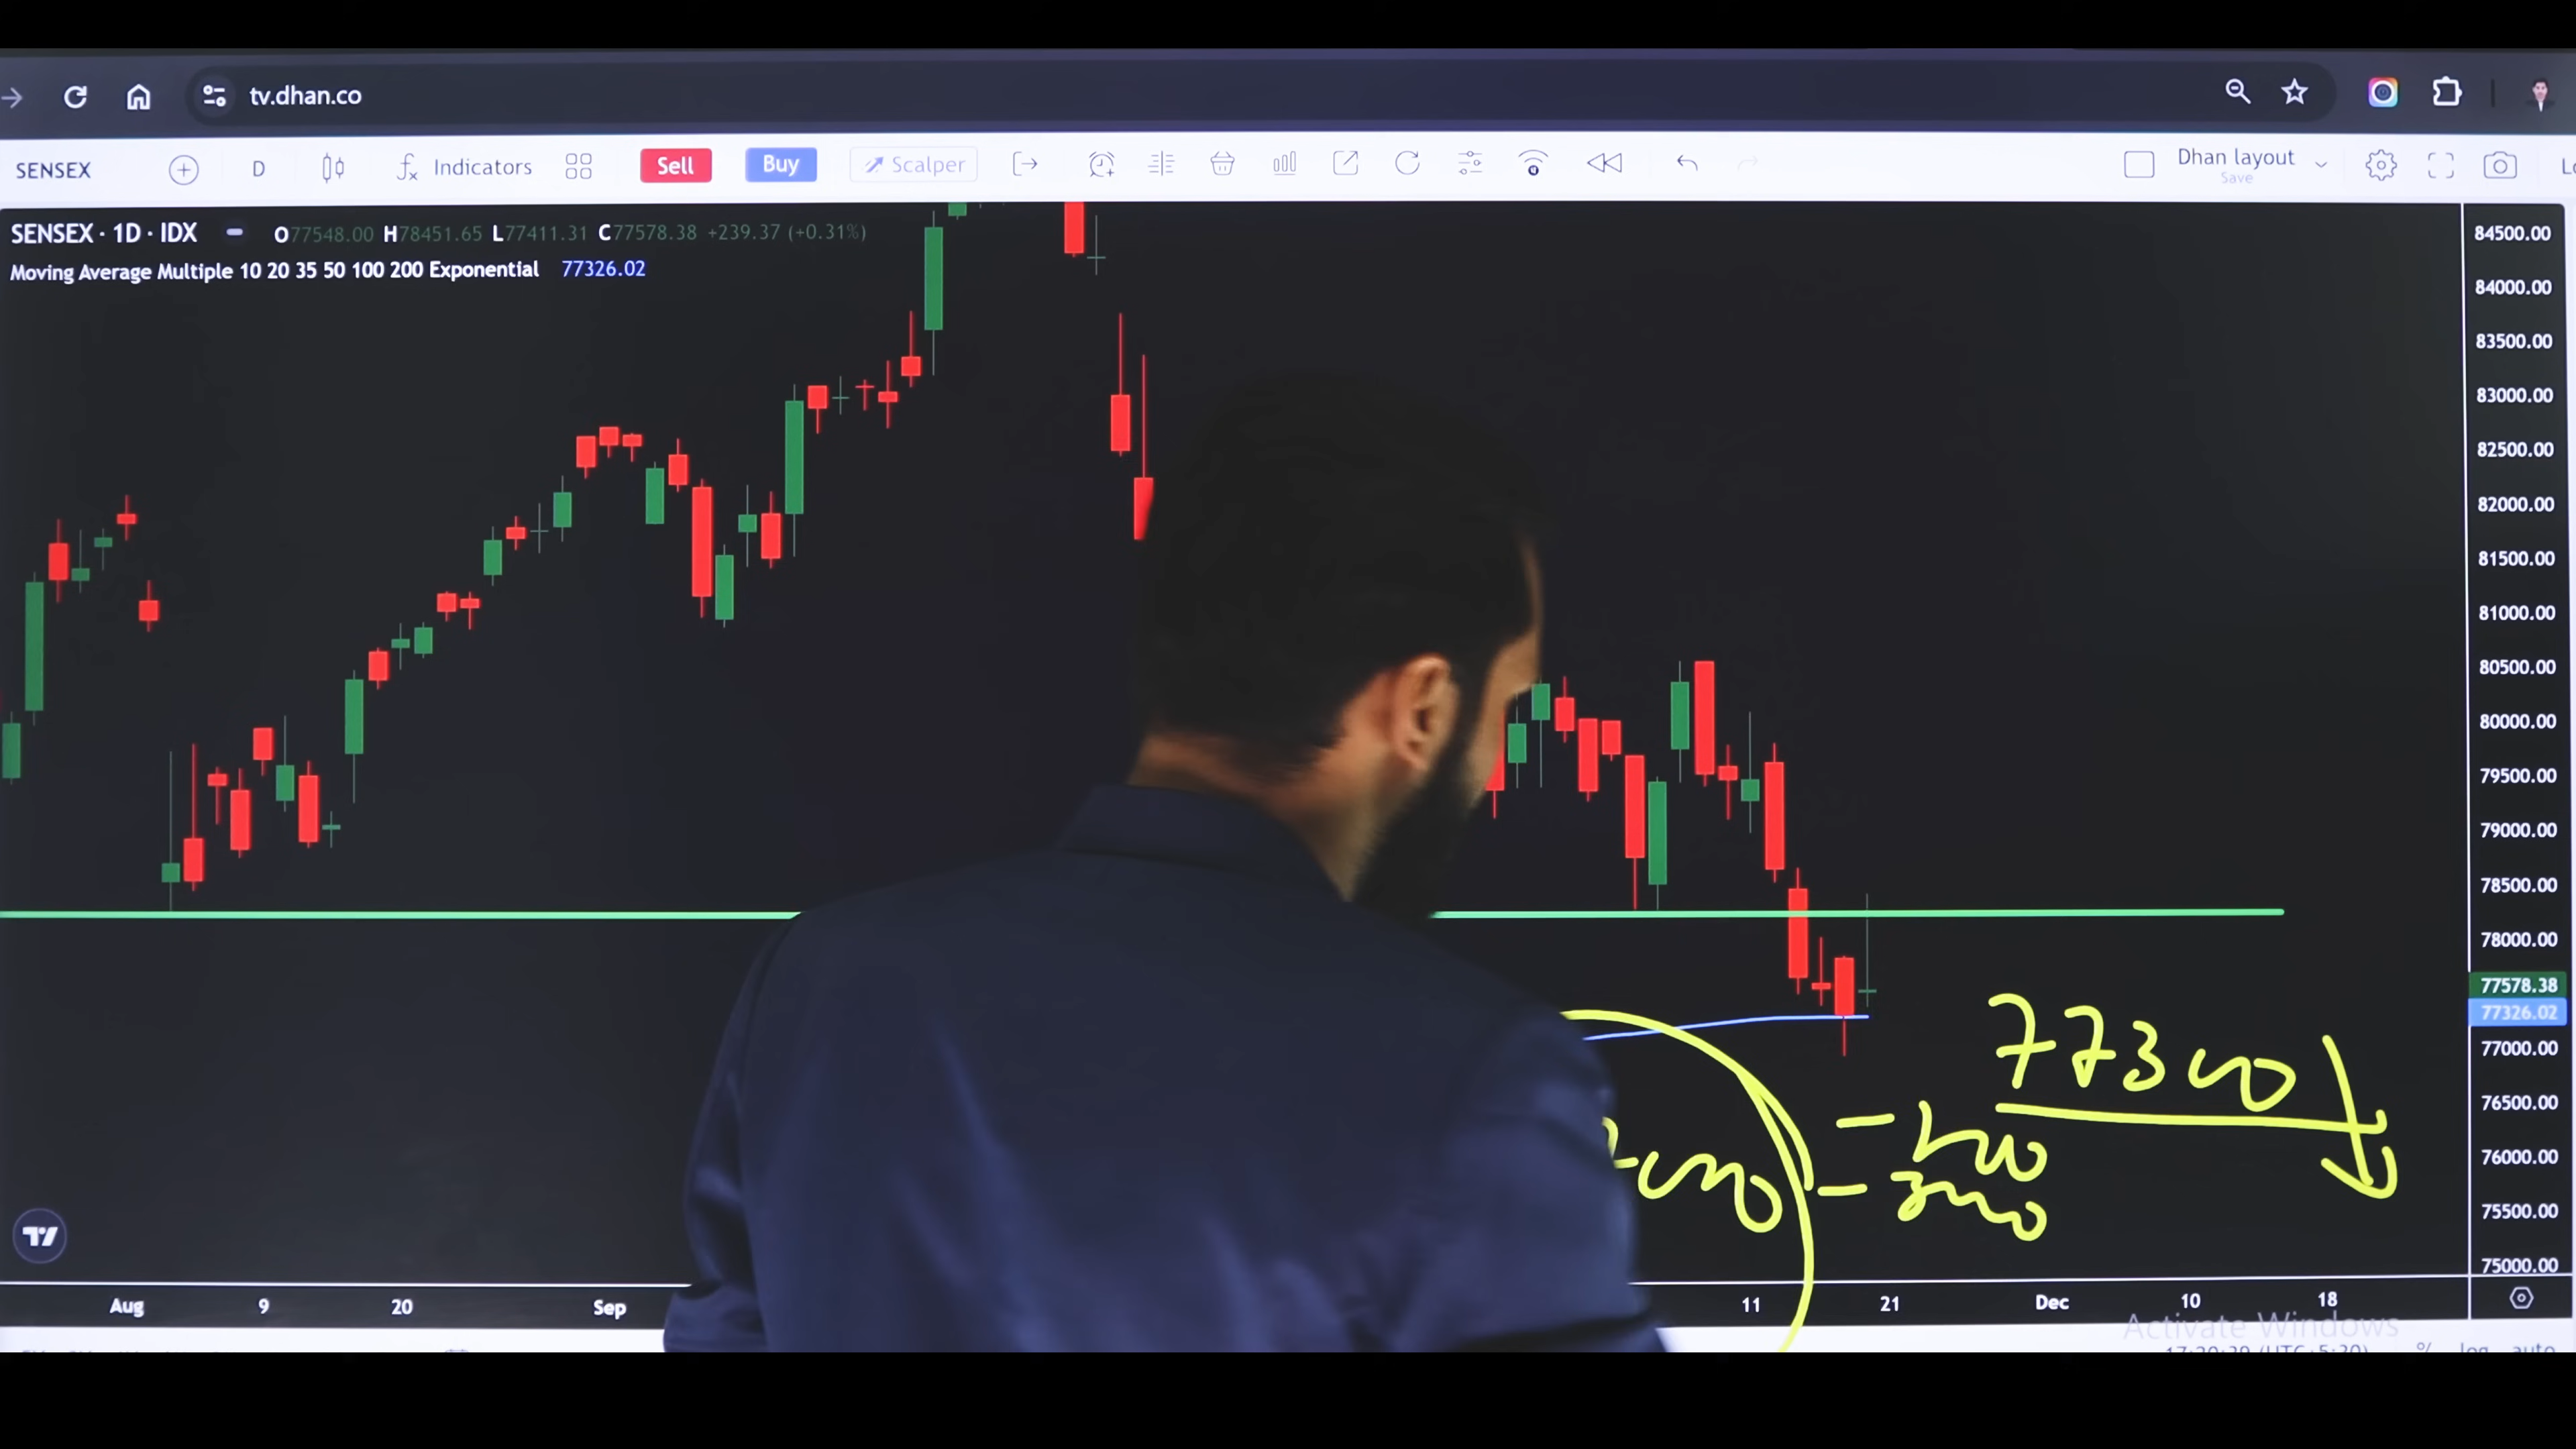 tv.dhan.co
SENSEX
D
Indicators
Sell
Buy
Scalper
Dhan layout
Save
SENSEX · 1D · IDX
O77548.00 H78451.65 L77411.31 C77578.38 +239.37 (+0.31%)
Moving Average Multiple 10 20 35 50 100 200 Exponential 77326.02
84500.00
84000.00
83500.00
83000.00
82500.00
82000.00
81500.00
81000.00
80500.00
80000.00
79500.00
79000.00
78500.00
78000.00
77578.38
77326.02
77000.00
76500.00
76000.00
75500.00
75000.00
77300
Aug 9 20 Sep 11 21 Dec 10 18
Activate Windows